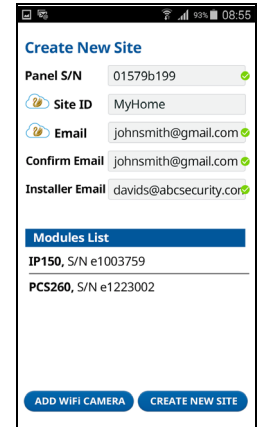 93% 08:55
Create New Site
Panel S/N 01579b199
Site ID MyHome
Email johnsmith@gmail.com
Confirm Email johnsmith@gmail.com
Installer Email davids@abcsecurity.com
Modules List
IP150, S/N e1003759
PCS260, S/N e1223002
ADD WiFi CAMERA CREATE NEW SITE